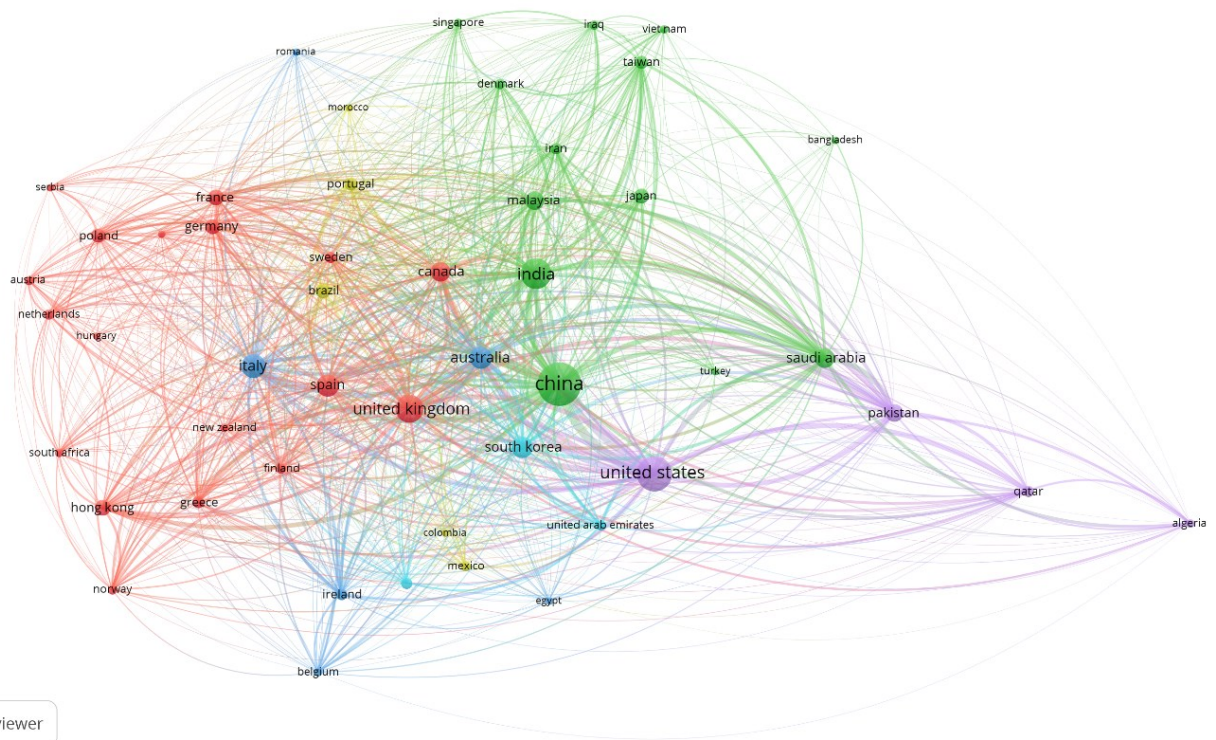 singapore
iraq
viet nam
romania
taiwan
denmark
morocco
bangladesh
iran
serbia
portugal
france
malaysia
japan
germany
poland
sweden
canada
india
austria
brazil
netherlands
hungary
australia
saudi arabia
italy
turkey
spain
china
united kingdom
pakistan
new zealand
south korea
south africa
finland
united states
qatar
greece
hong kong
algeria
united arab emirates
colombia
mexico
norway
ireland
egypt
belgium
iewer